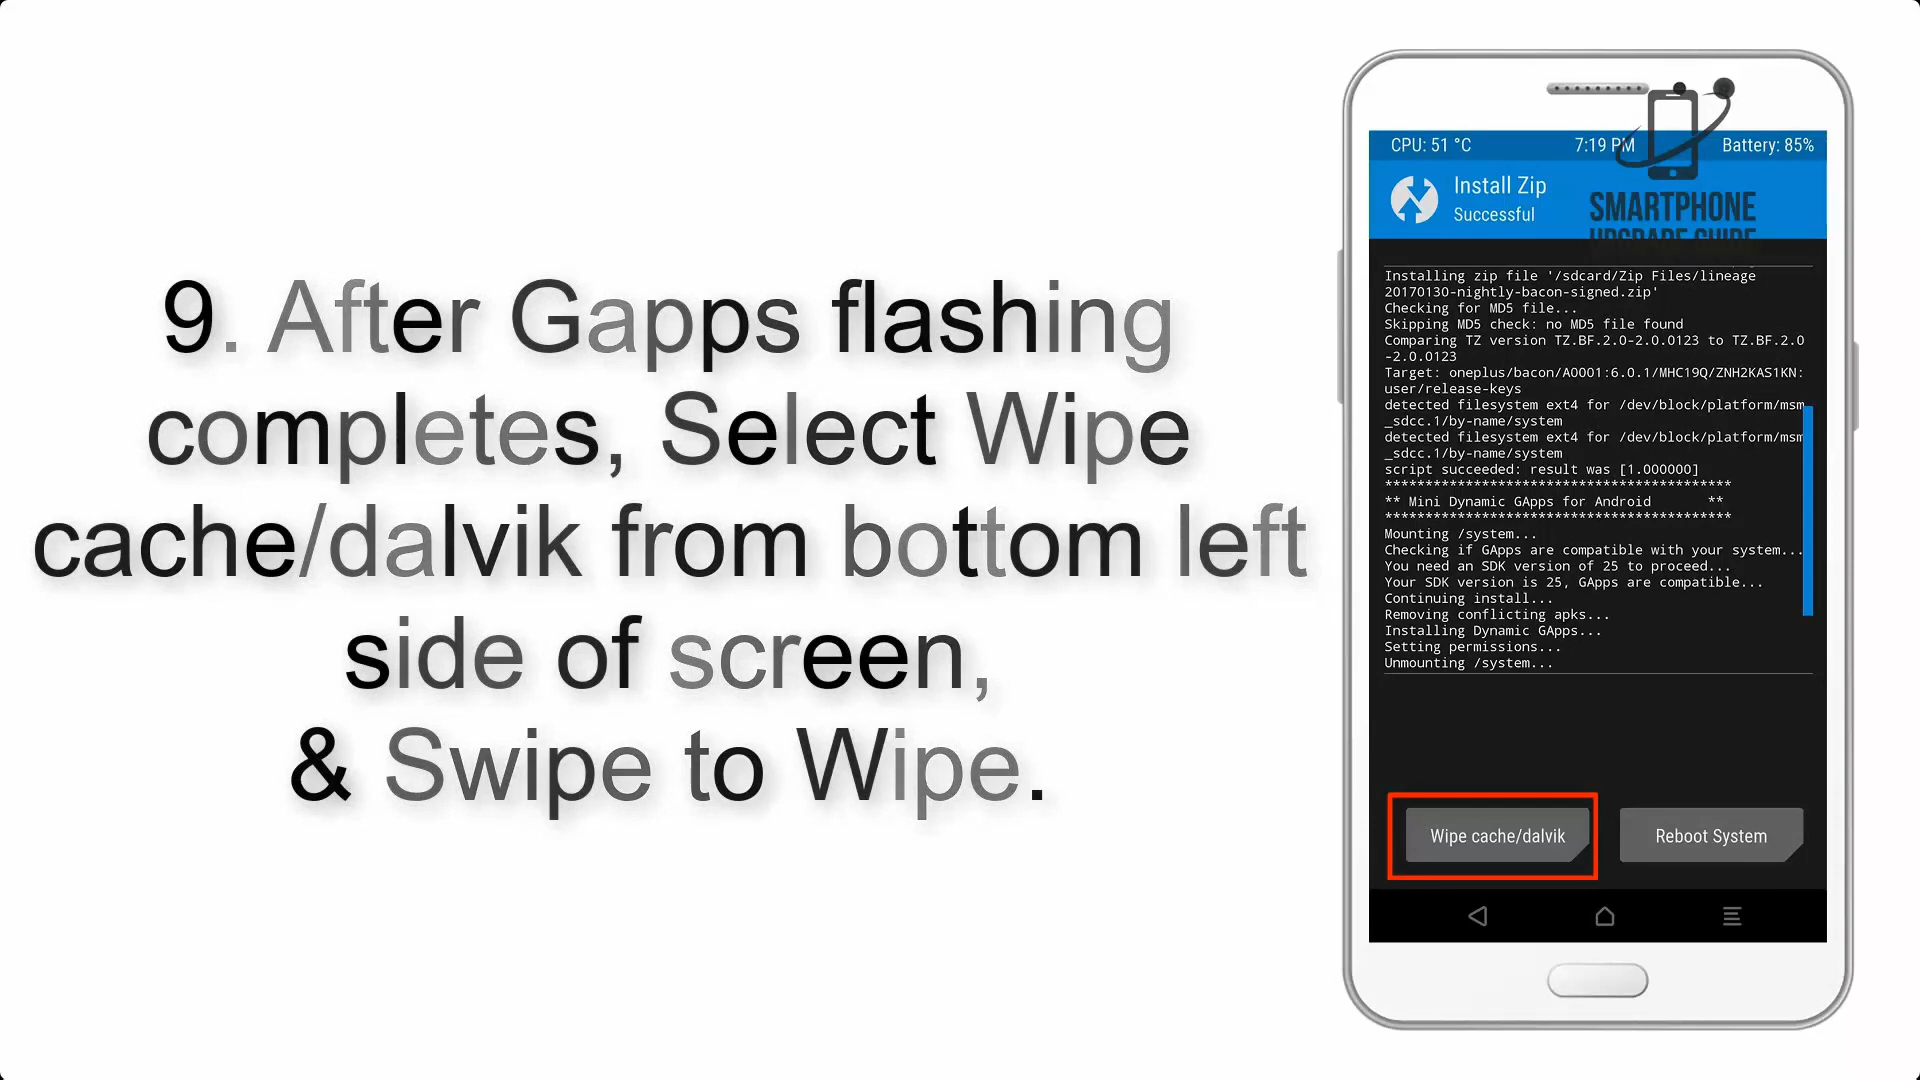 9. After Gapps flashing
completes, Select Wipe
cache/dalvik from bottom left
side of screen,
& Swipe to Wipe.
CPU: 51 °C 7:19 PM Battery: 85%
Install Zip
Successful
SMARTPHONE
UPGRADE GUIDE
Installing zip file '/sdcard/Zip Files/lineage
20170130-nightly-bacon-signed.zip'
Checking for MD5 file...
Skipping MD5 check: no MD5 file found
Comparing TZ version TZ.BF.2.0-2.0.0123 to TZ.BF.2.0
-2.0.0123
Target: oneplus/bacon/A0001:6.0.1/MHC19Q/ZNH2KAS1KN:
user/release-keys
detected filesystem ext4 for /dev/block/platform/msm
_sdcc.1/by-name/system
detected filesystem ext4 for /dev/block/platform/msm
_sdcc.1/by-name/system
script succeeded: result was [1.000000]
*******************************************
** Mini Dynamic GApps for Android **
*******************************************
Mounting /system...
Checking if GApps are compatible with your system...
You need an SDK version of 25 to proceed...
Your SDK version is 25, GApps are compatible...
Continuing install...
Removing conflicting apks...
Installing Dynamic GApps...
Setting permissions...
Unmounting /system...
Wipe cache/dalvik
Reboot System